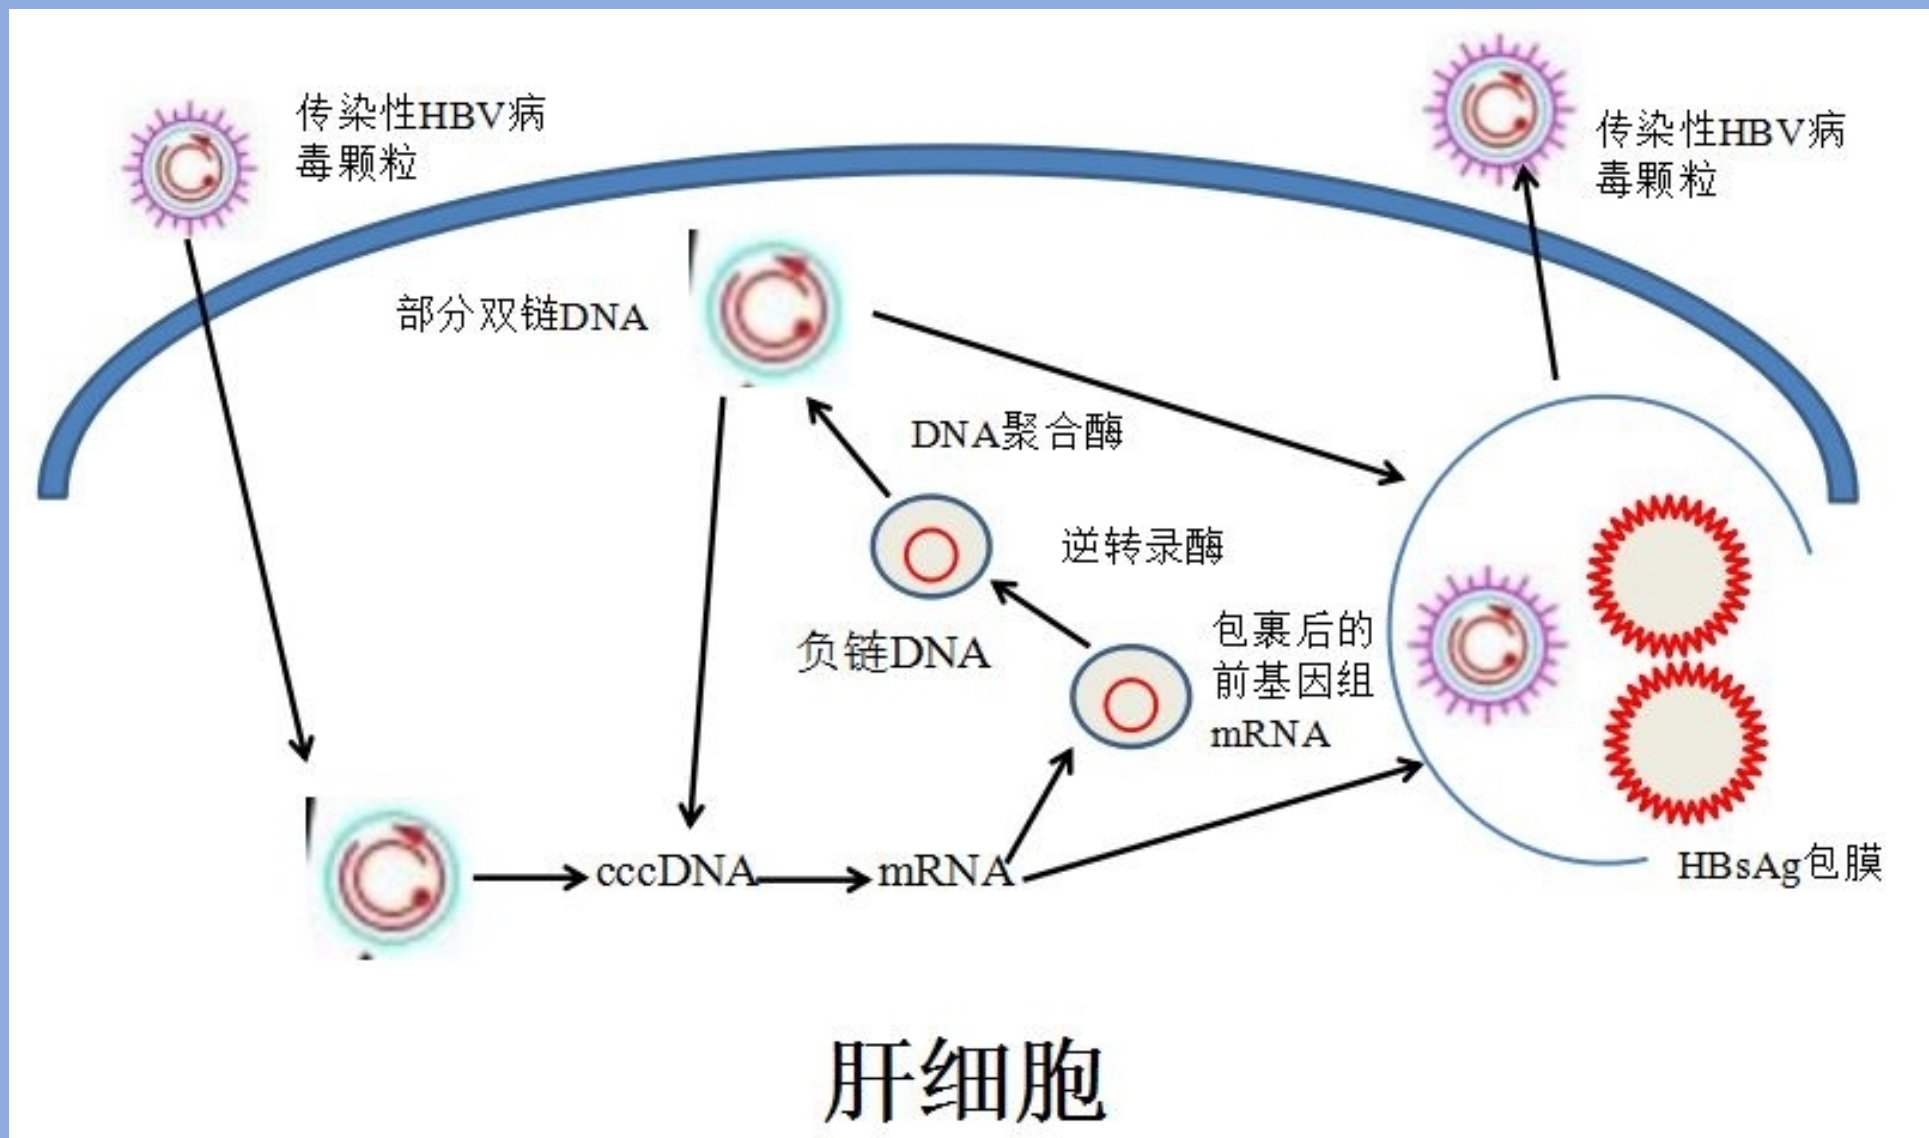 传染性HBV病
毒颗粒
传染性HBV病
毒颗粒
部分双链DNA
DNA聚合酶
逆转录酶
包裹后的
前基因组
mRNA
负链DNA
cccDNA
mRNA
HBsAg包膜
肝细胞